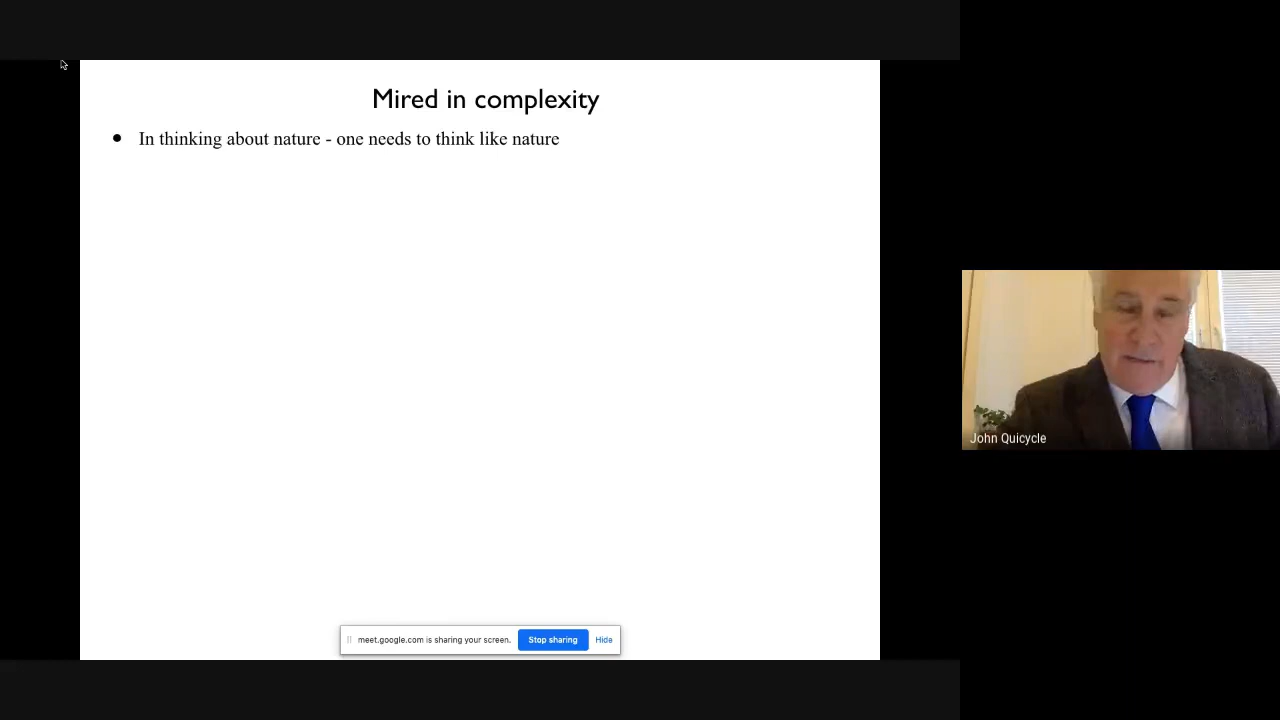 Mired in complexity
● In thinking about nature - one needs to think like nature
John Quicycle
meet.google.com is sharing your screen. Stop sharing Hide